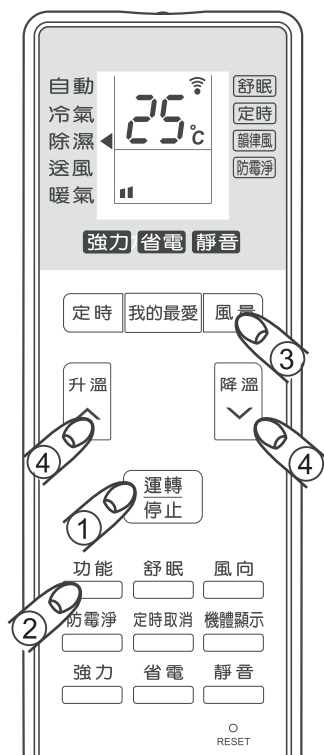 自動
冷氣
除濕
送風
暖氣
25°c
舒眠
定時
韻律風
防霉淨
強力 省電 靜音
定時 我的最愛 風量
③
升溫 降溫
④ ④
運轉
停止
①
功能 舒眠 風向
②
防霉淨 定時取消 機體顯示
強力 省電 靜音
RESET